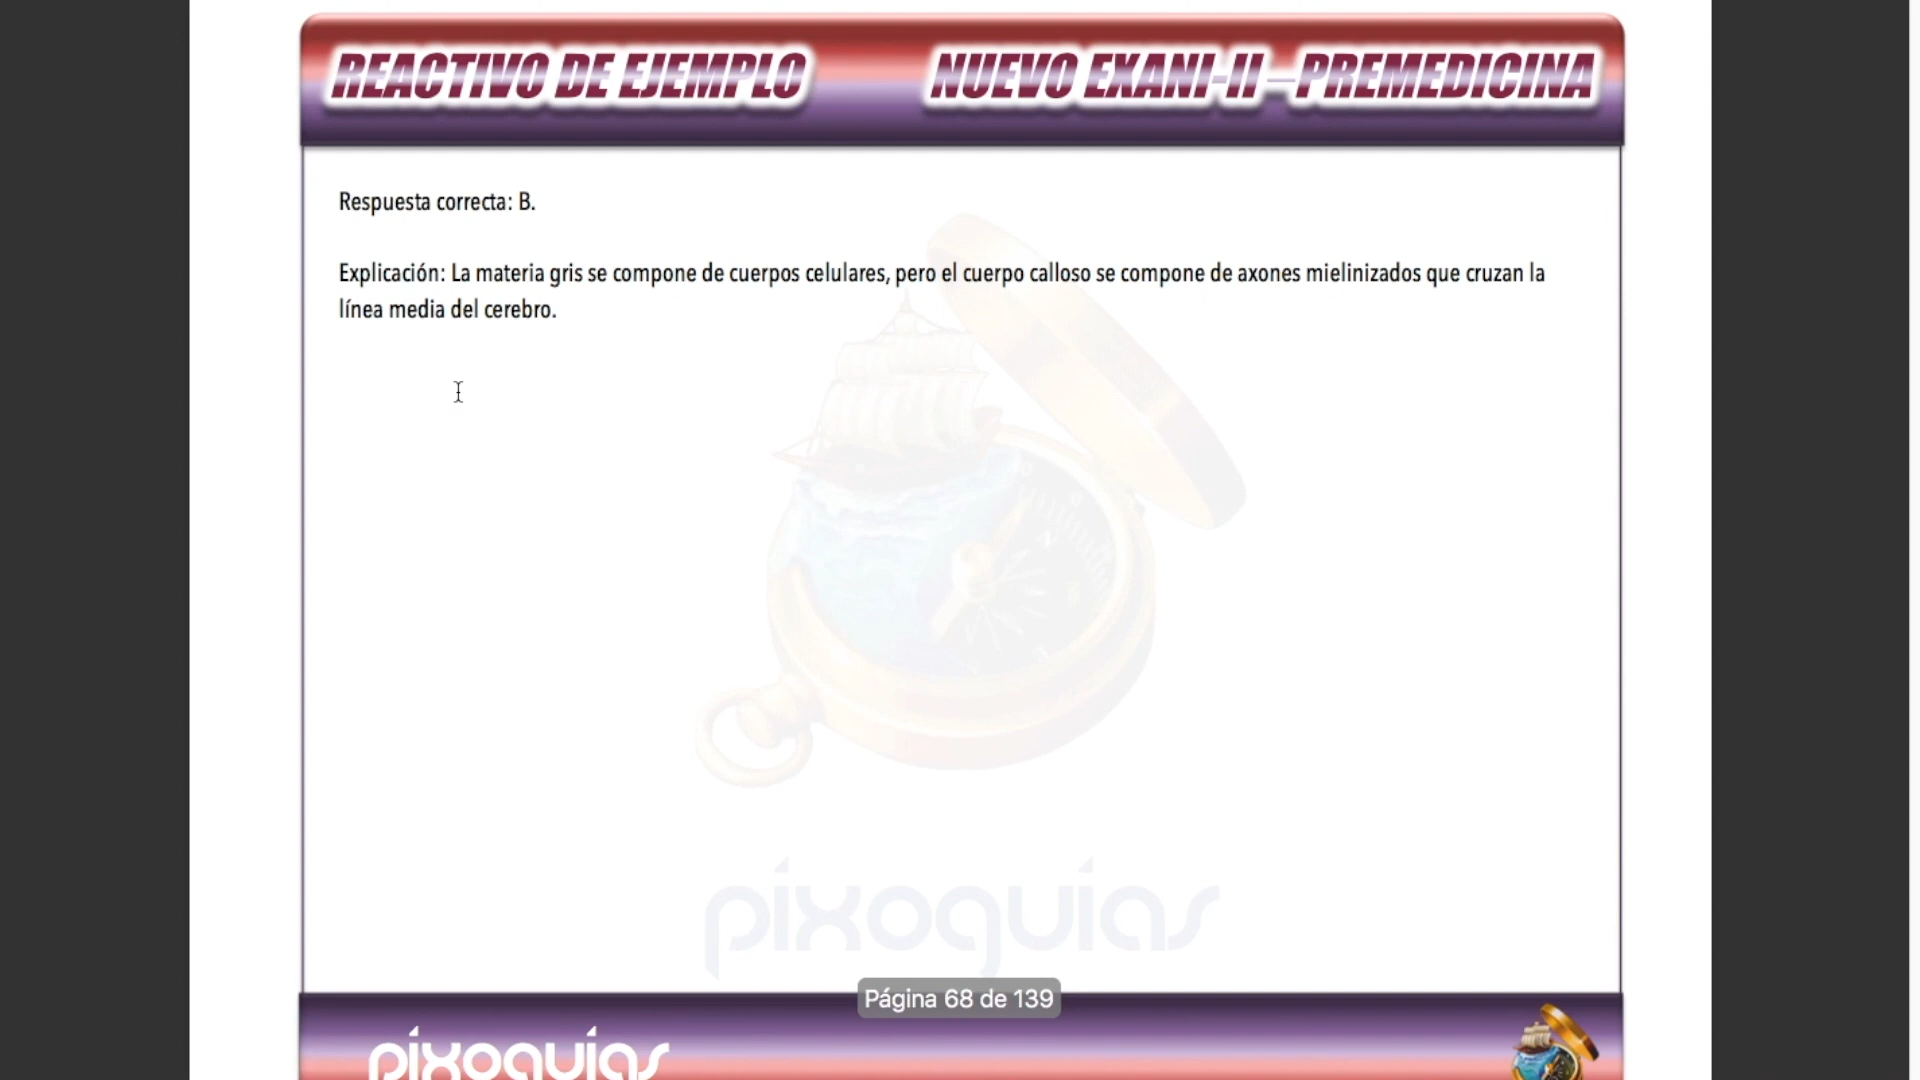 REACTIVO DE EJEMPLO
NUEVO EXANI-II – PREMEDICINA
Respuesta correcta: B.
Explicación: La materia gris se compone de cuerpos celulares, pero el cuerpo calloso se compone de axones mielinizados que cruzan la
línea media del cerebro.
pixoguías
Página 68 de 139
pixoguías